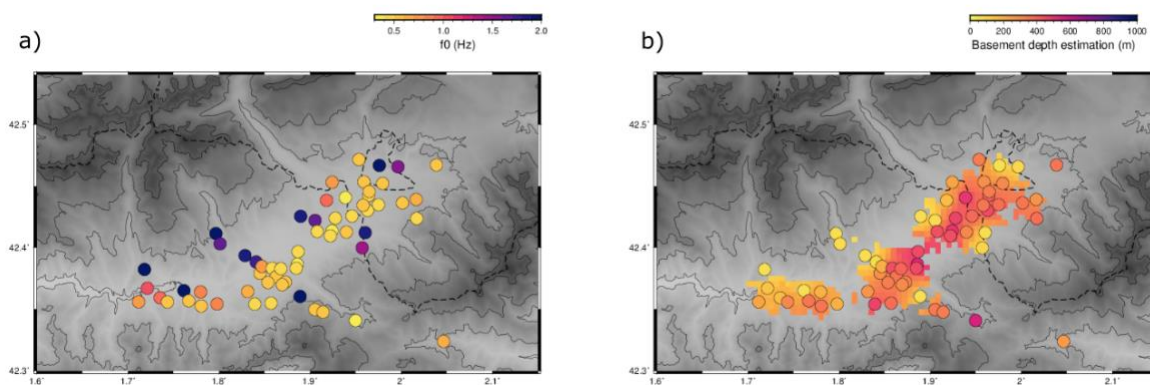 a)
0.5 1.0 1.5 2.0
f0 (Hz)
42.5˚
42.4˚
42.3˚
1.6˚ 1.7˚ 1.8˚ 1.9˚ 2˚ 2.1˚
b)
0 200 400 600 800 1000
Basement depth estimation (m)
42.5˚
42.4˚
42.3˚
1.6˚ 1.7˚ 1.8˚ 1.9˚ 2˚ 2.1˚